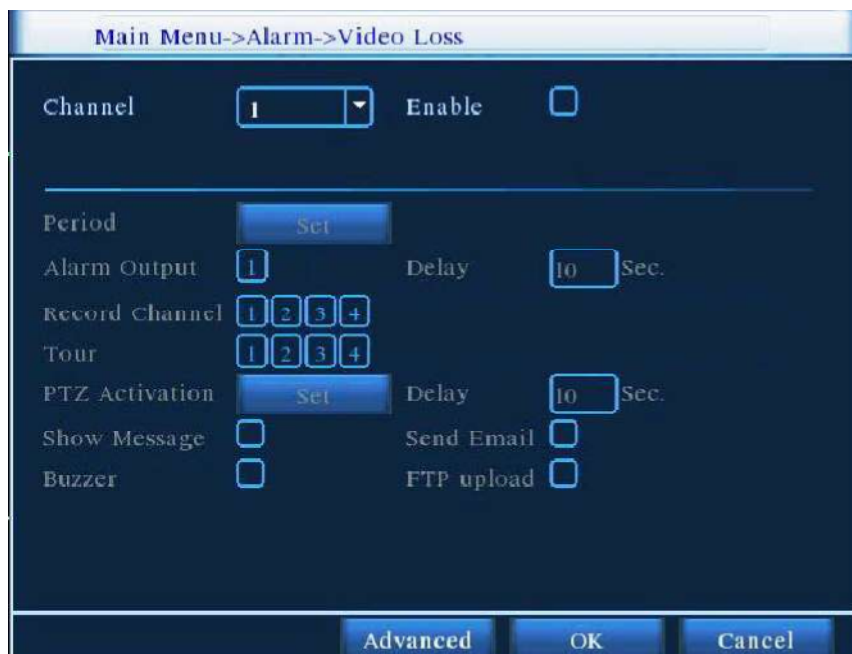 Main Menu->Alarm->Video Loss
Channel 1 Enable
Period Set
Alarm Output 1 Delay 10 Sec.
Record Channel 1 2 3 4
Tour 1 2 3 4
PTZ Activation Set Delay 10 Sec.
Show Message Send Email
Buzzer FTP upload
Advanced OK Cancel